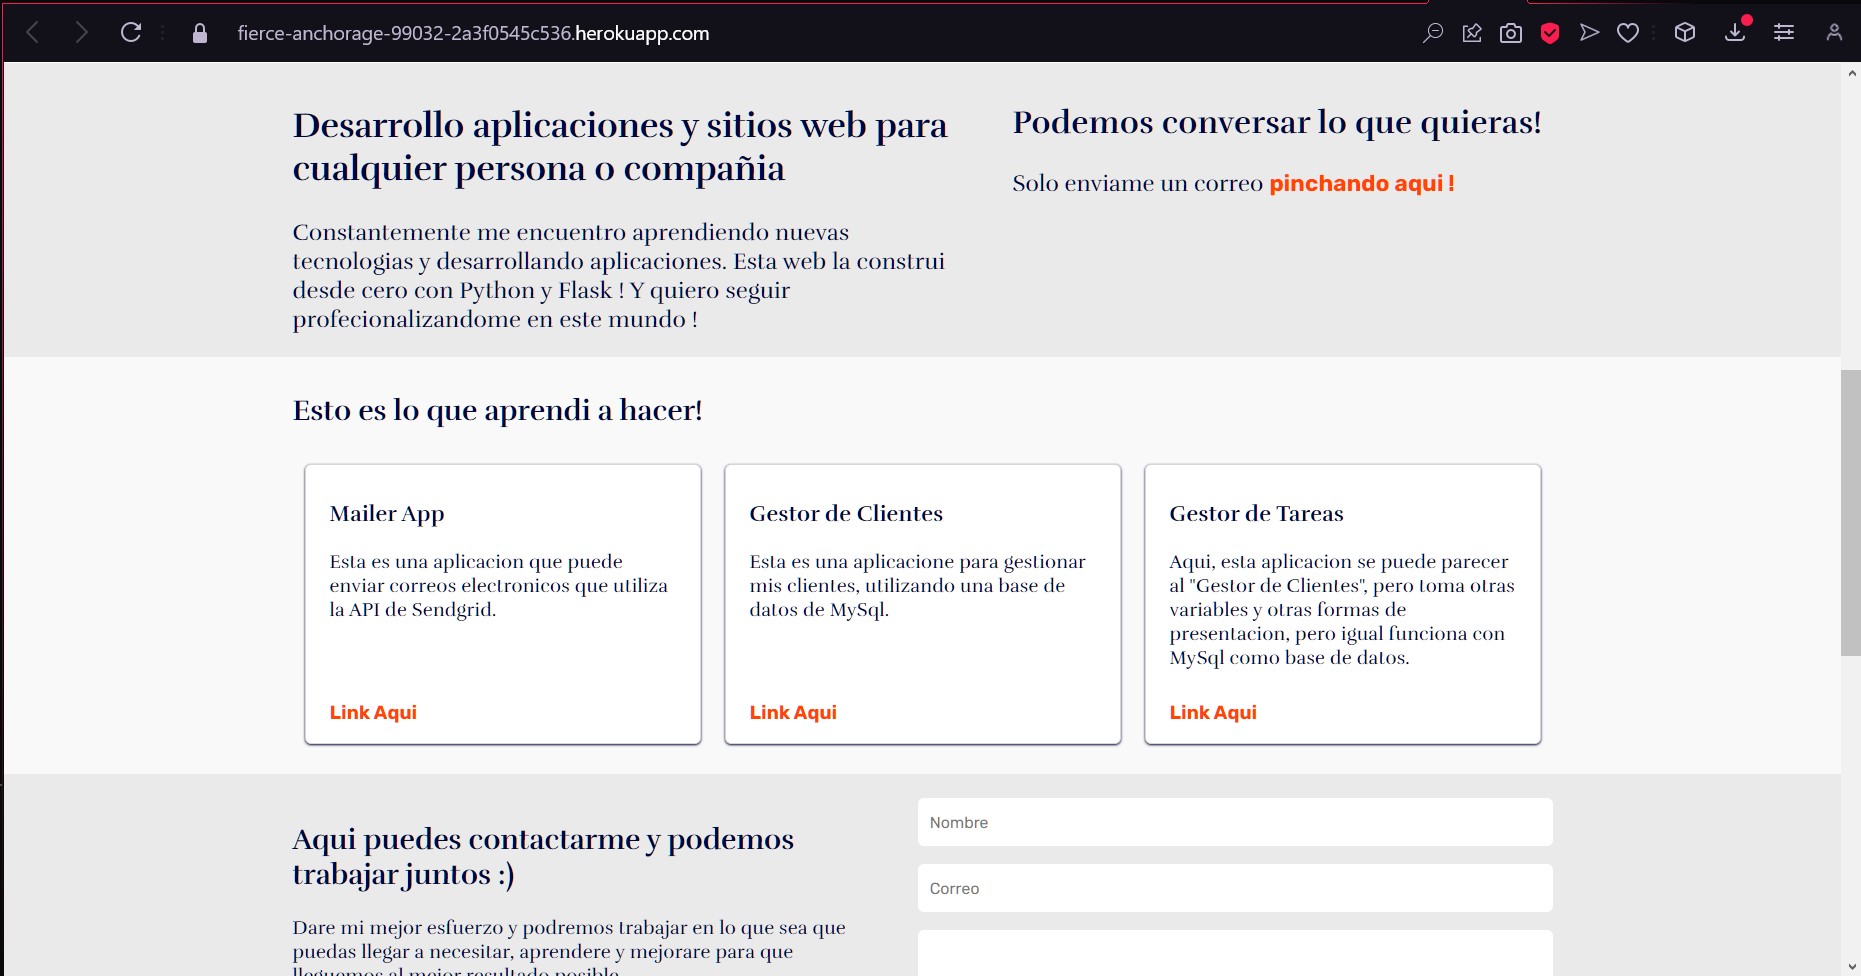 fierce-anchorage-99032-2a3f0545c536.herokuapp.com
Desarrollo aplicaciones y sitios web para
cualquier persona o compañia
Constantemente me encuentro aprendiendo nuevas
tecnologias y desarrollando aplicaciones. Esta web la construi
desde cero con Python y Flask ! Y quiero seguir
profecionalizandome en este mundo !
Podemos conversar lo que quieras!
Solo enviame un correo pinchando aqui !
Esto es lo que aprendi a hacer!
Mailer App
Esta es una aplicacion que puede
enviar correos electronicos que utiliza
la API de Sendgrid.
Link Aqui
Gestor de Clientes
Esta es una aplicacione para gestionar
mis clientes, utilizando una base de
datos de MySql.
Link Aqui
Gestor de Tareas
Aqui, esta aplicacion se puede parecer
al "Gestor de Clientes", pero toma otras
variables y otras formas de
presentacion, pero igual funciona con
MySql como base de datos.
Link Aqui
Aqui puedes contactarme y podemos
trabajar juntos :)
Dare mi mejor esfuerzo y podremos trabajar en lo que sea que
puedas llegar a necesitar, aprendere y mejorare para que
lleguemos al mejor resultado posible
Nombre
Correo